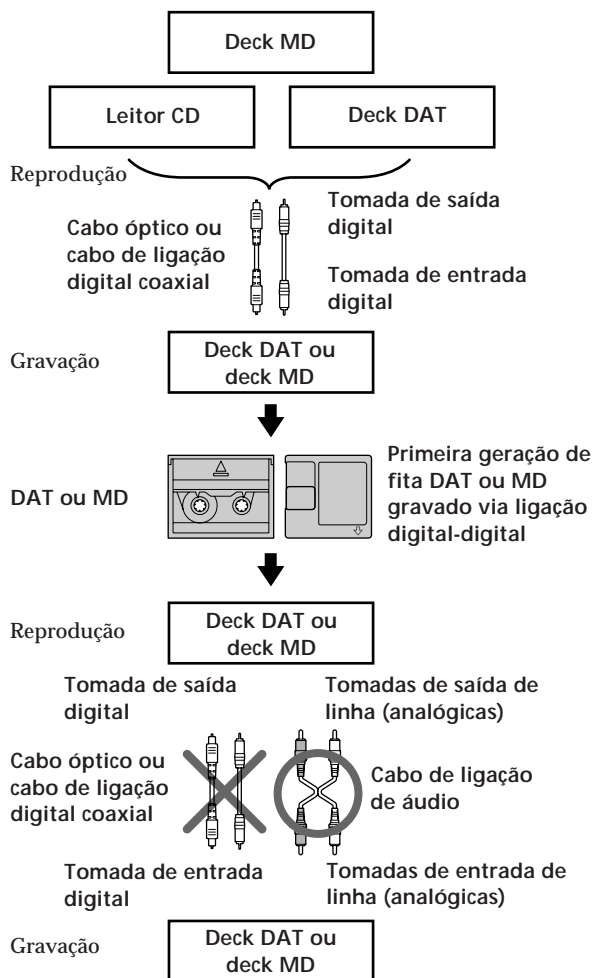 Deck MD
Leitor CD
Deck DAT
Reprodução
Cabo óptico ou
cabo de ligação
digital coaxial
Tomada de saída
digital
Tomada de entrada
digital
Gravação
Deck DAT ou
deck MD
DAT ou MD
Primeira geração de
fita DAT ou MD
gravado via ligação
digital-digital
Reprodução
Deck DAT ou
deck MD
Tomada de saída
digital
Tomadas de saída de
linha (analógicas)
Cabo óptico ou
cabo de ligação
digital coaxial
Cabo de ligação
de áudio
Tomada de entrada
digital
Tomadas de entrada de
linha (analógicas)
Gravação
Deck DAT ou
deck MD